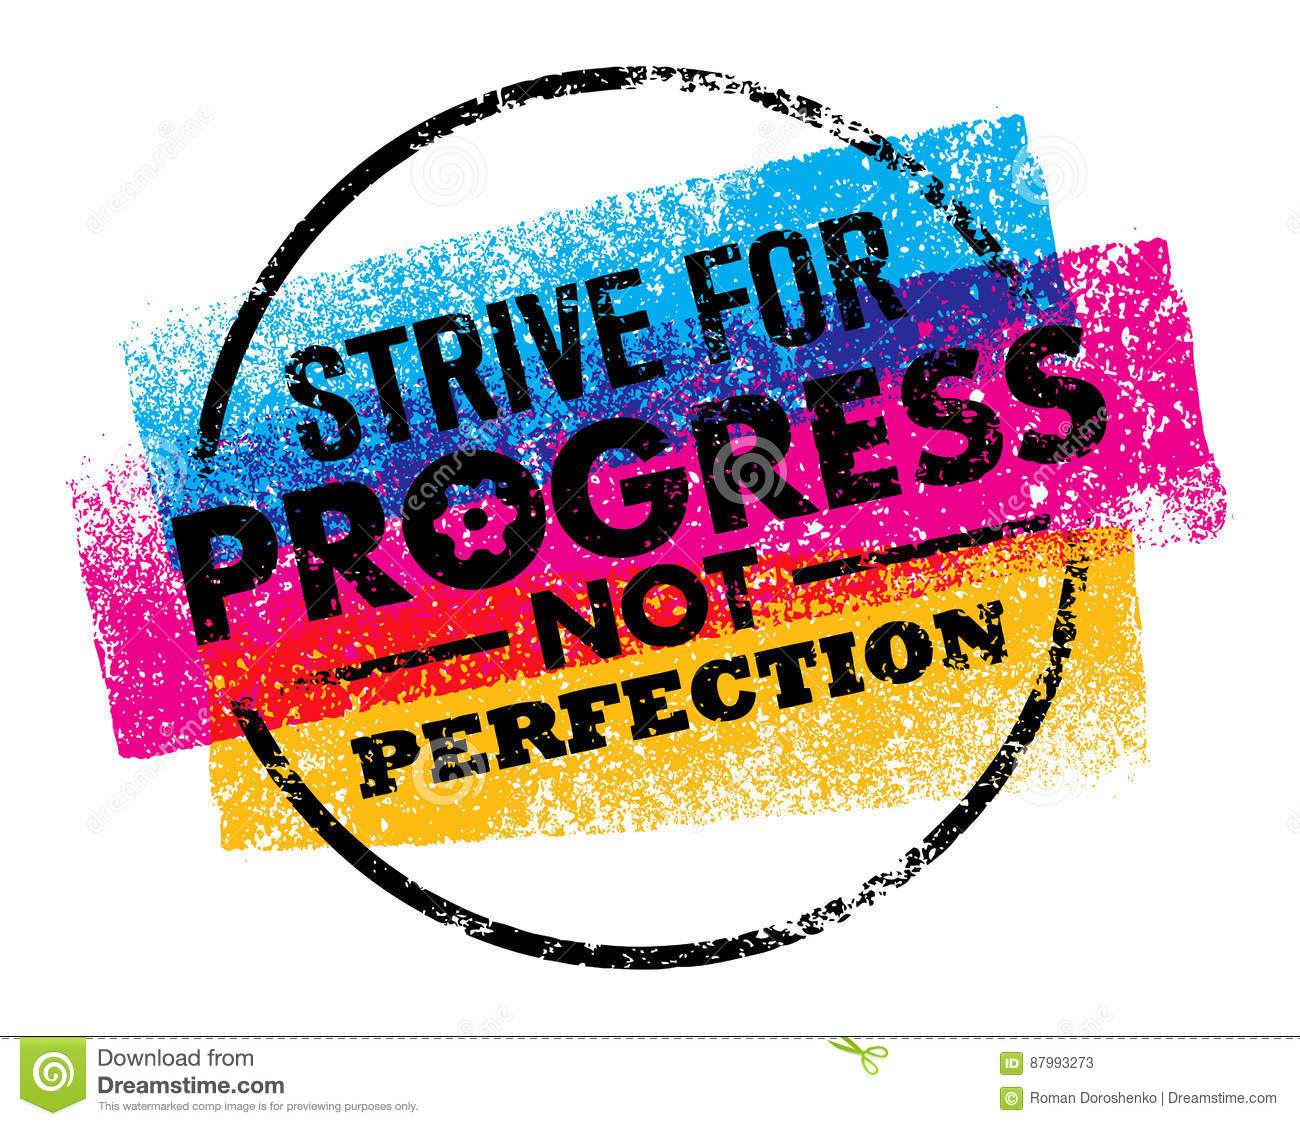 STRIVE FOR
PROGRESS
NOT
PERFECTION
dreamstime
Download from
Dreamstime.com
This watermarked comp image is for previewing purposes only.
ID 87993273
© Roman Doroshenko | Dreamstime.com